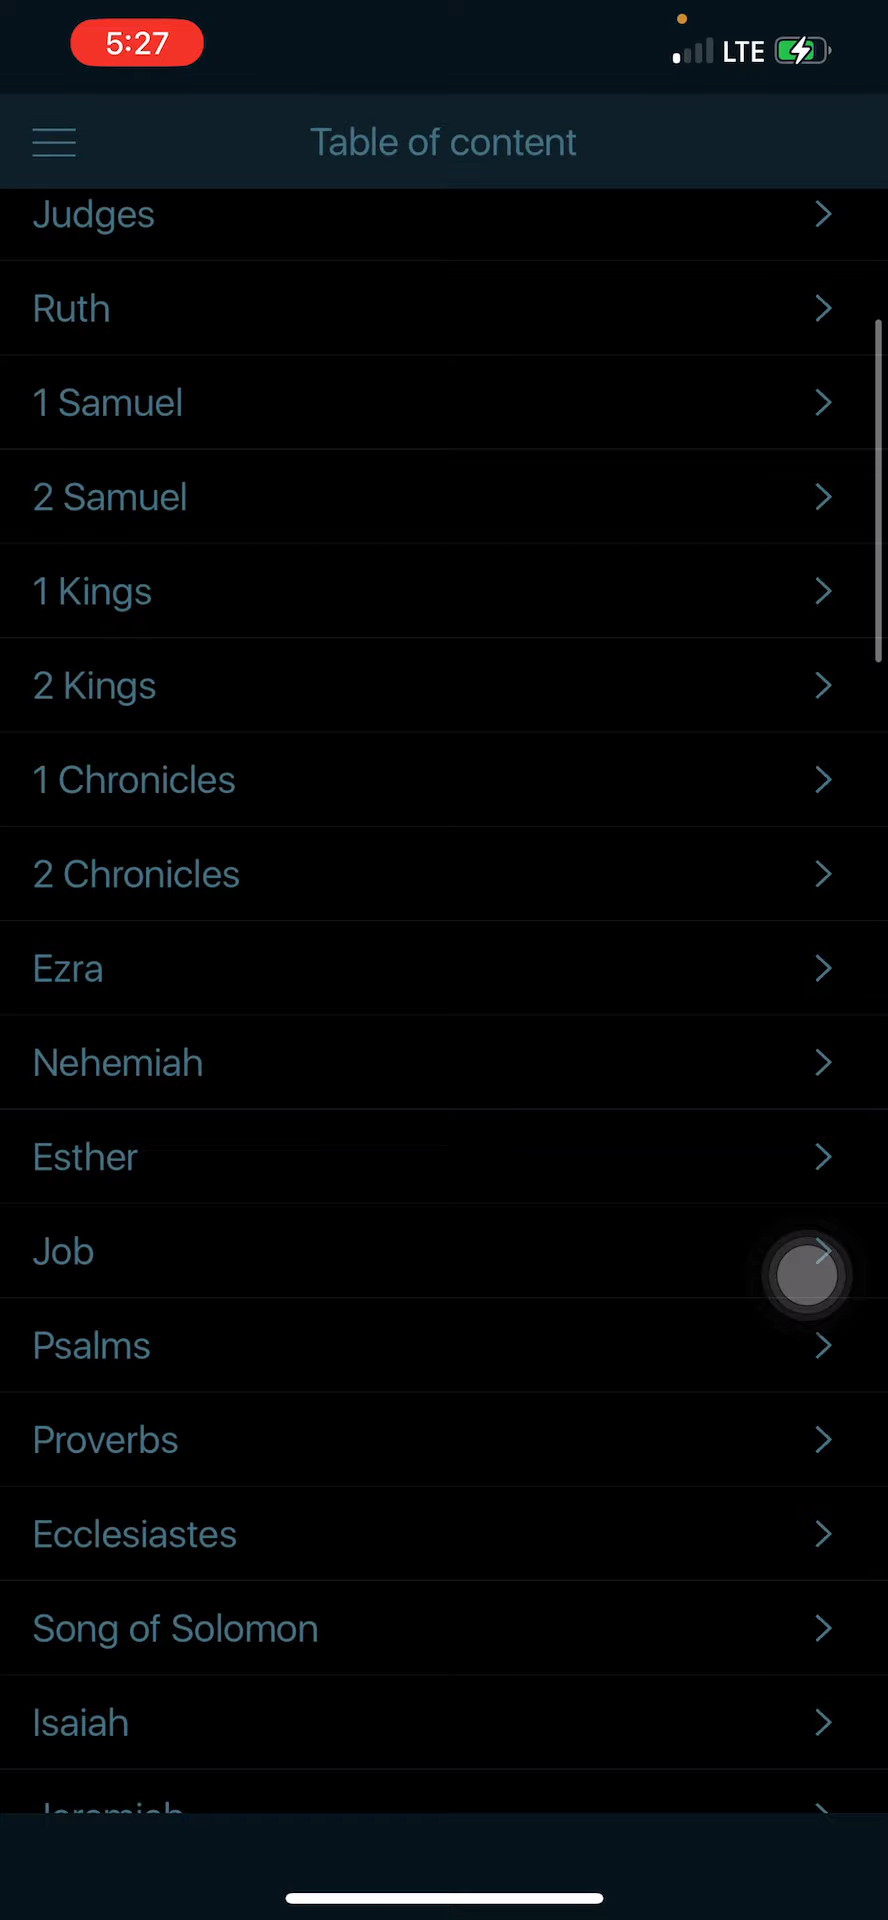 5:27
LTE
Table of content
Judges
Ruth
1 Samuel
2 Samuel
1 Kings
2 Kings
1 Chronicles
2 Chronicles
Ezra
Nehemiah
Esther
Job
Psalms
Proverbs
Ecclesiastes
Song of Solomon
Isaiah
Jeremiah